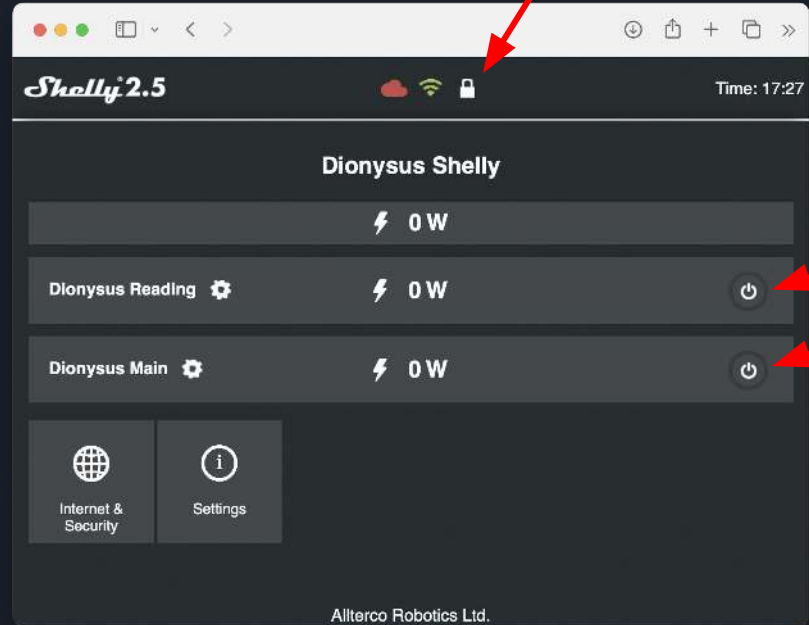 Shelly 2.5
Time: 17:27
Dionysus Shelly
0 W
Dionysus Reading 0 W
Dionysus Main 0 W
Internet &
Security
Settings
Allterco Robotics Ltd.